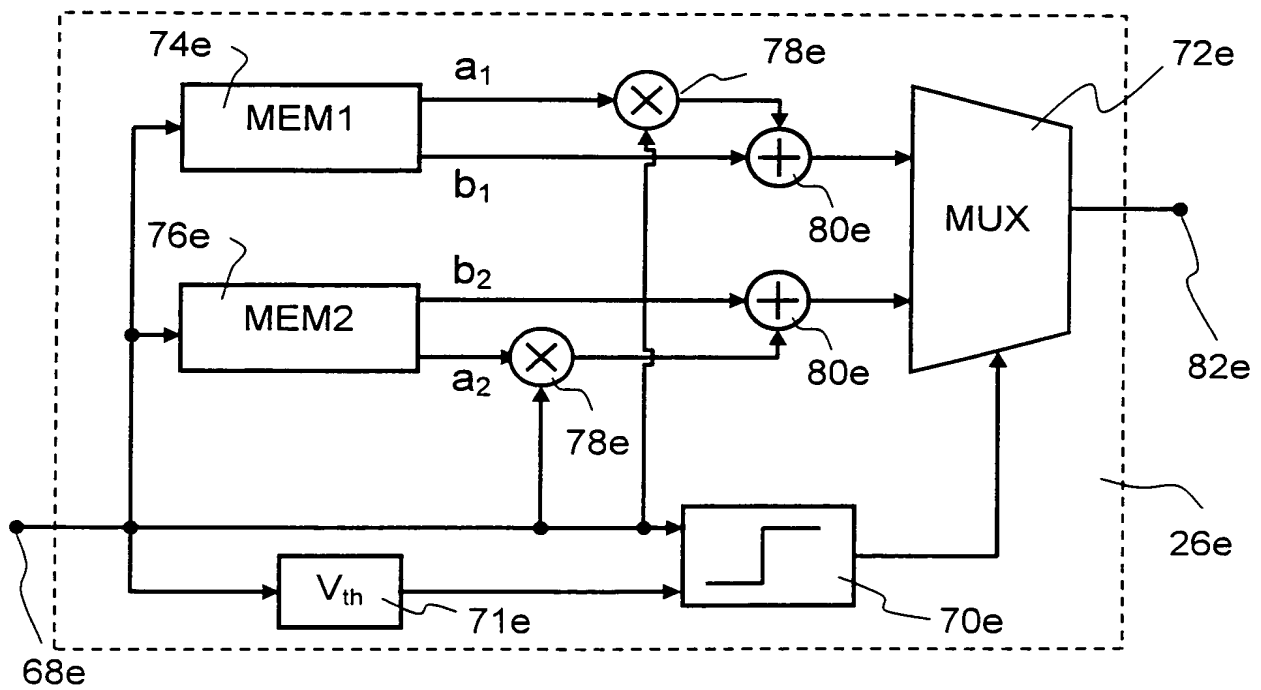 74e
a₁
78e
72e
MEM1
b₁
80e
MUX
76e
b₂
MEM2
a₂
80e
82e
78e
26e
Vth
71e
70e
68e